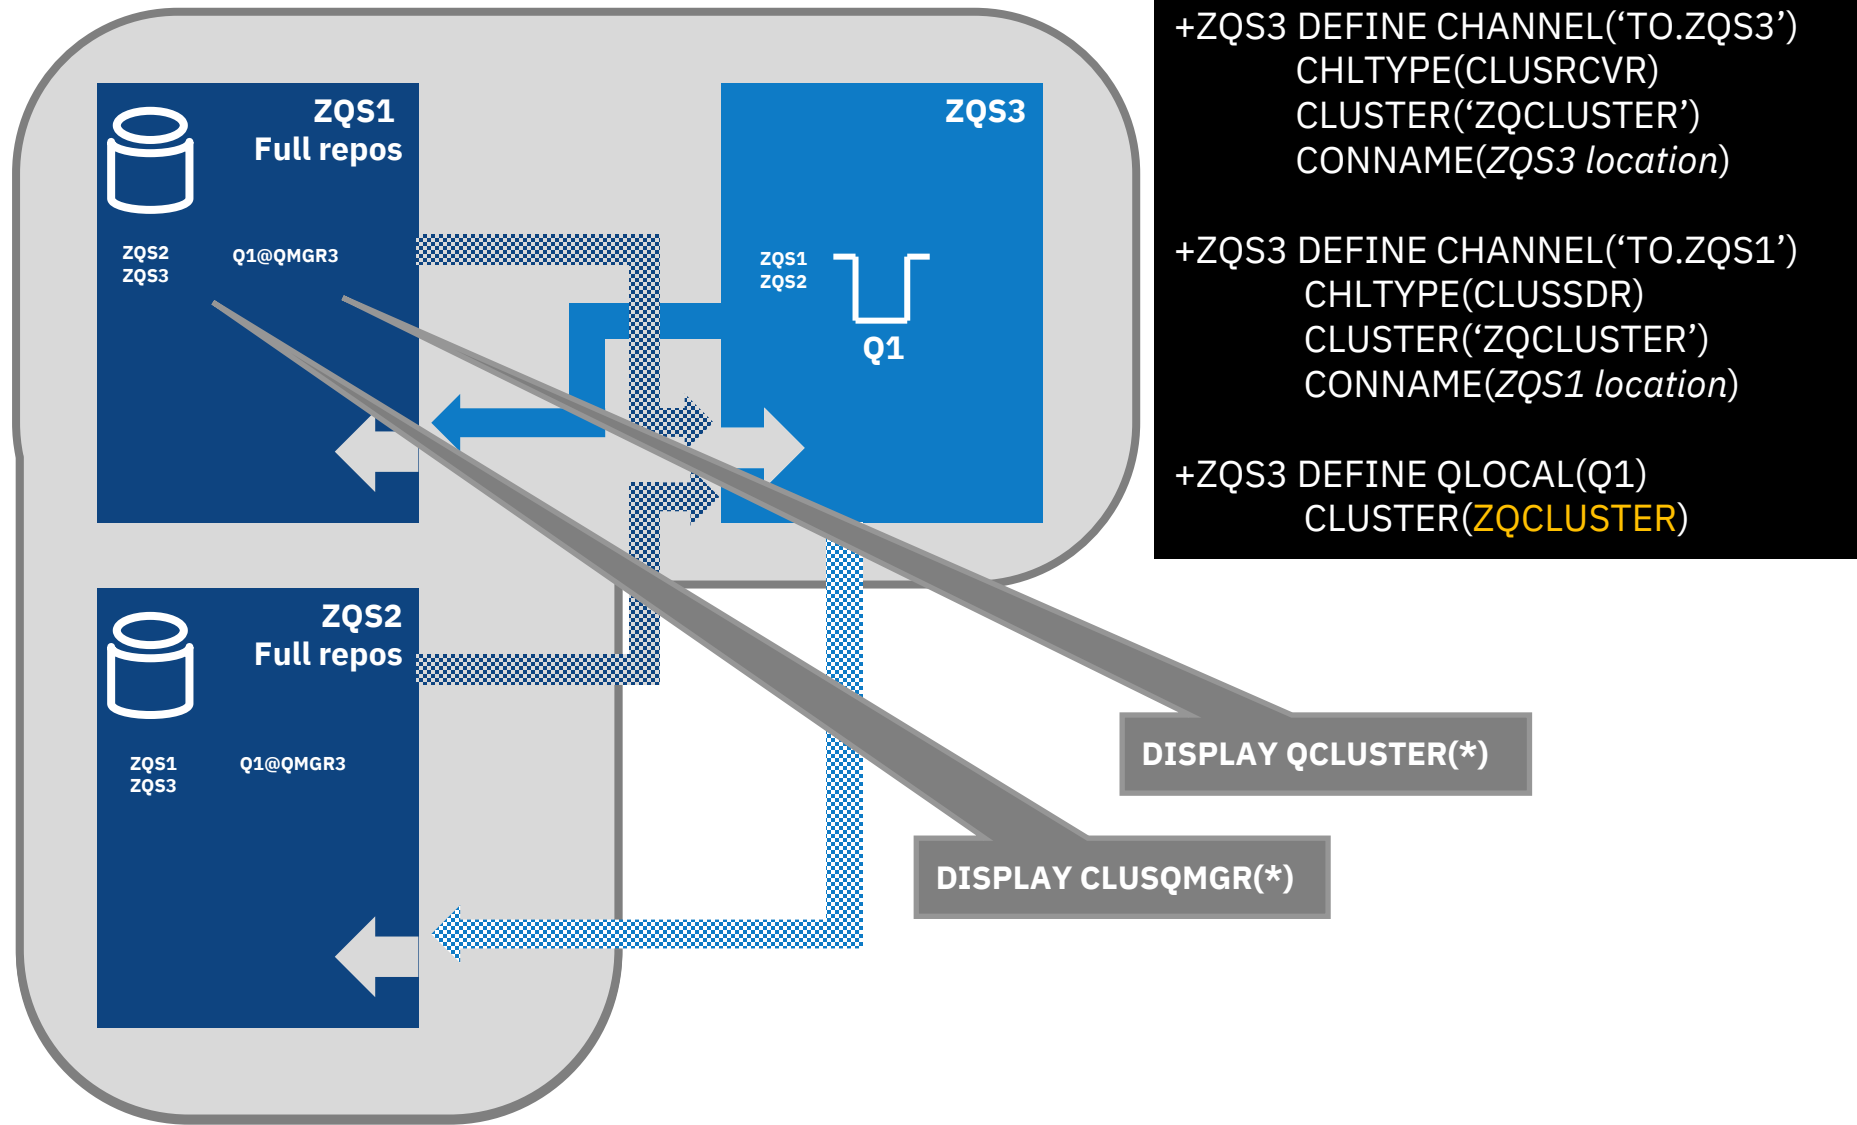 ZQS1
Full repos
ZQS2
ZQS3
Q1@QMGR3
ZQS3
ZQS1
ZQS2
Q1
ZQS2
Full repos
ZQS1
ZQS3
Q1@QMGR3
DISPLAY QCLUSTER(*)
DISPLAY CLUSQMGR(*)
+ZQS3 DEFINE CHANNEL(‘TO.ZQS3’)
CHLTYPE(CLUSRCVR)
CLUSTER(‘ZQCLUSTER’)
CONNAME(ZQS3 location)
+ZQS3 DEFINE CHANNEL(‘TO.ZQS1’)
CHLTYPE(CLUSSDR)
CLUSTER(‘ZQCLUSTER’)
CONNAME(ZQS1 location)
+ZQS3 DEFINE QLOCAL(Q1)
CLUSTER(ZQCLUSTER)